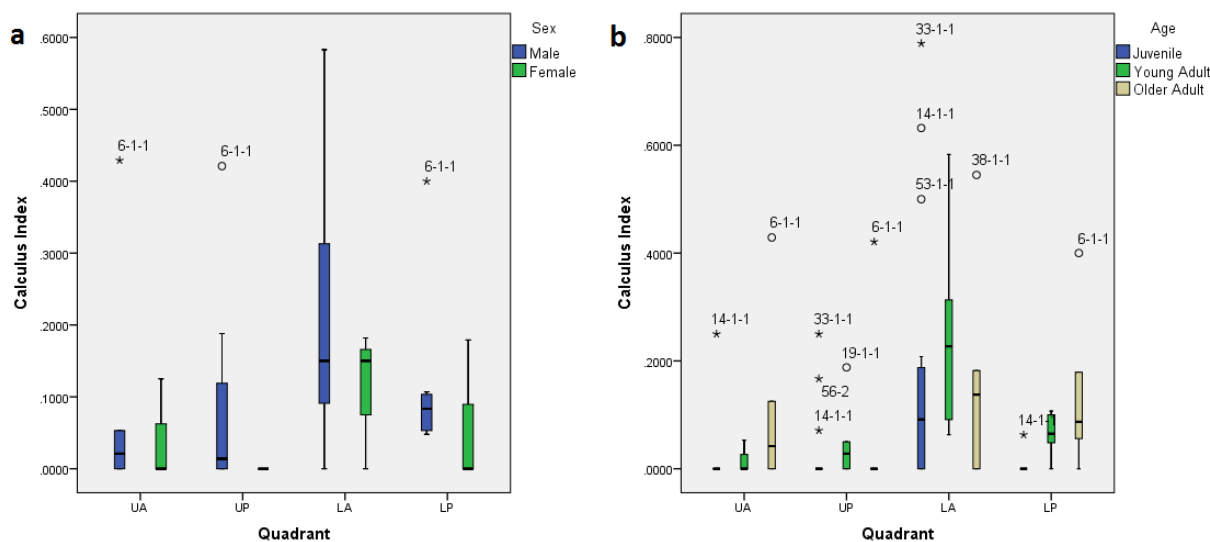 a
Sex
Male
Female
Calculus Index
.6000
.5000
.4000
.3000
.2000
.1000
.0000
6-1-1
6-1-1
6-1-1
UA
UP
LA
LP
Quadrant
b
Age
Juvenile
Young Adult
Older Adult
Calculus Index
.8000
.6000
.4000
.2000
.0000
33-1-1
14-1-1
38-1-1
53-1-1
6-1-1
6-1-1
6-1-1
14-1-1
33-1-1
19-1-1
56-2
14-1-1
14-1-1
UA
UP
LA
LP
Quadrant